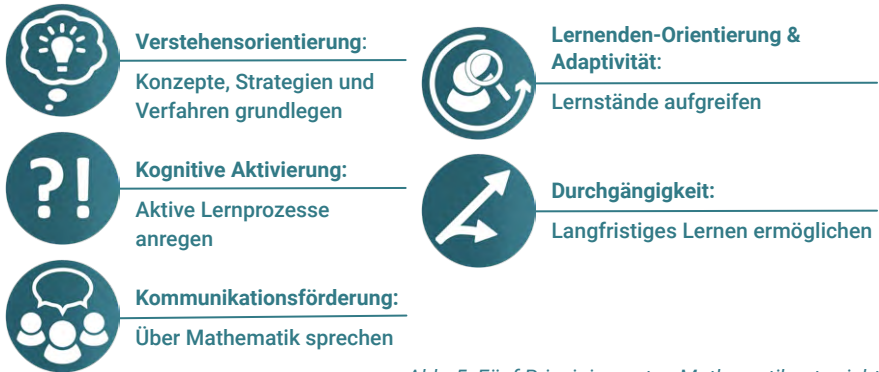 Verstehensorientierung:
Konzepte, Strategien und
Verfahren grundlegen
?!
Kognitive Aktivierung:
Aktive Lernprozesse
anregen
Kommunikationsförderung:
Über Mathematik sprechen
Lernenden-Orientierung &
Adaptivität:
Lernstände aufgreifen
Durchgängigkeit:
Langfristiges Lernen ermöglichen